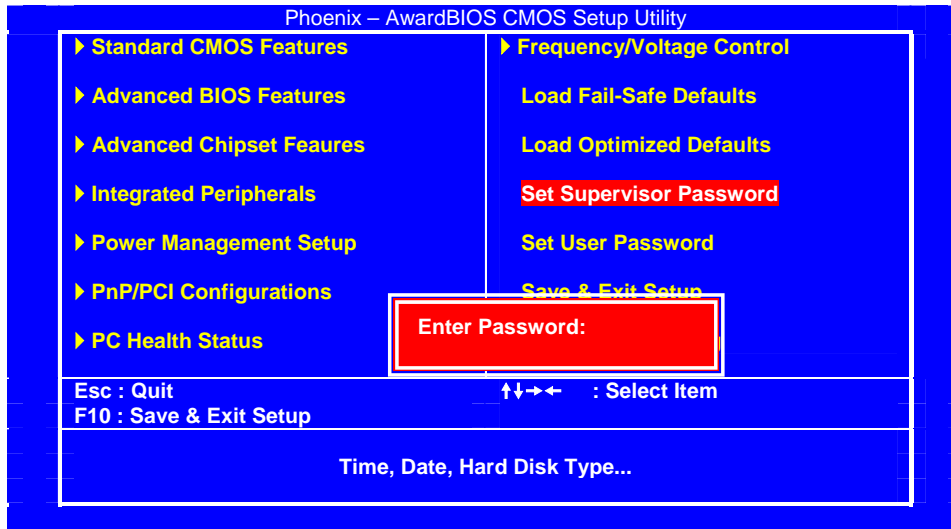 Phoenix – AwardBIOS CMOS Setup Utility
Standard CMOS Features
Advanced BIOS Features
Advanced Chipset Feaures
Integrated Peripherals
Power Management Setup
PnP/PCI Configurations
PC Health Status
Frequency/Voltage Control
Load Fail-Safe Defaults
Load Optimized Defaults
Set Supervisor Password
Set User Password
Save & Exit Setup
Enter Password:
Esc : Quit
F10 : Save & Exit Setup
↑↓→← : Select Item
Time, Date, Hard Disk Type...